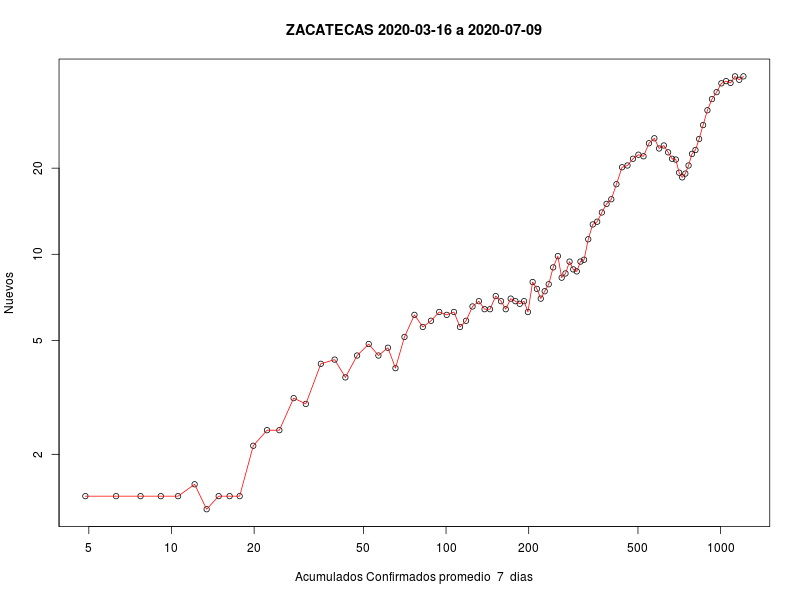 ZACATECAS 2020-03-16 a 2020-07-09
20
10
5
2
Nuevos
5 10 20 50 100 200 500 1000
Acumulados Confirmados promedio 7 dias